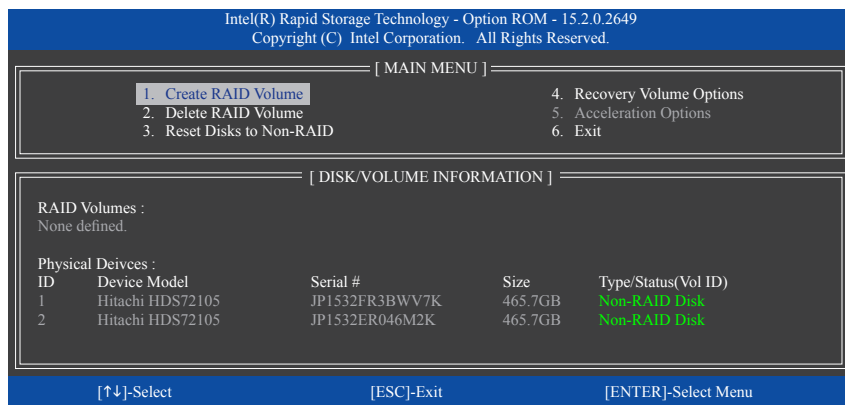 Intel(R) Rapid Storage Technology - Option ROM - 15.2.0.2649
Copyright (C) Intel Corporation. All Rights Reserved.
[ MAIN MENU ]
1. Create RAID Volume
2. Delete RAID Volume
3. Reset Disks to Non-RAID
4. Recovery Volume Options
5. Acceleration Options
6. Exit
[ DISK/VOLUME INFORMATION ]
RAID Volumes :
None defined.
Physical Deivces :
ID Device Model Serial # Size Type/Status(Vol ID)
1 Hitachi HDS72105 JP1532FR3BWV7K 465.7GB Non-RAID Disk
2 Hitachi HDS72105 JP1532ER046M2K 465.7GB Non-RAID Disk
[↑↓]-Select [ESC]-Exit [ENTER]-Select Menu